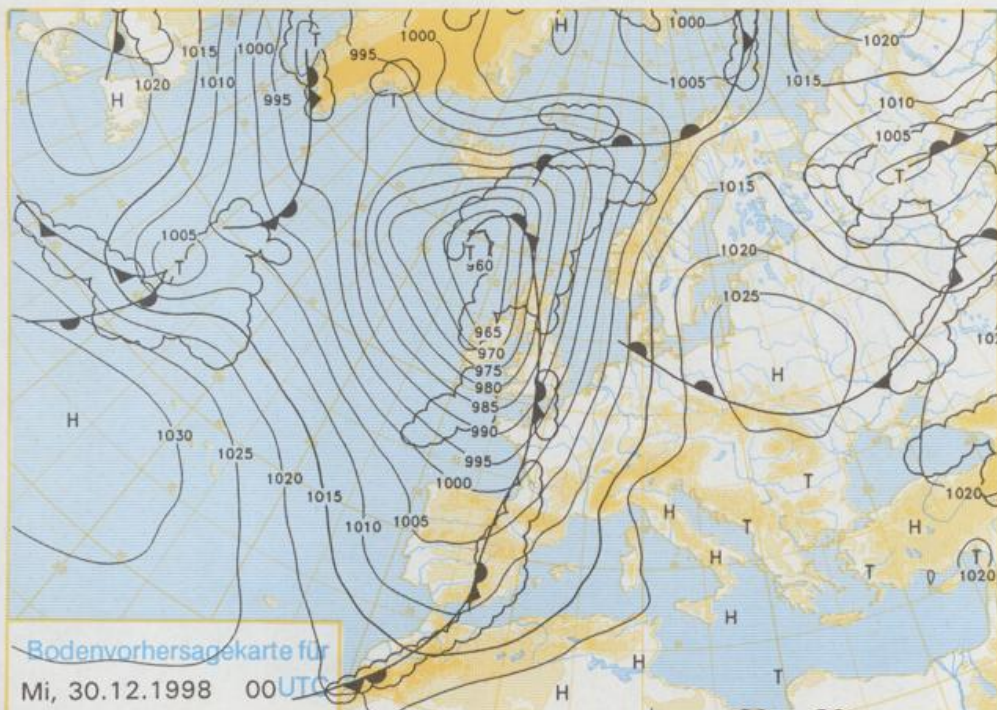 1015 1000 T 995 1000 H 1000 1020
1020 1010 1005 1015
H 995 T 1010
1005
1015 T
1005
T T 1020
960 1025
965
970
975 H
H 980
985
1030 990
1025 995
1020 1000 T
1015 1010 1005 1020
H T H
H T T
1020
H
Bodenvorhersagekarte für H
Mi, 30.12.1998 00 UTC H T